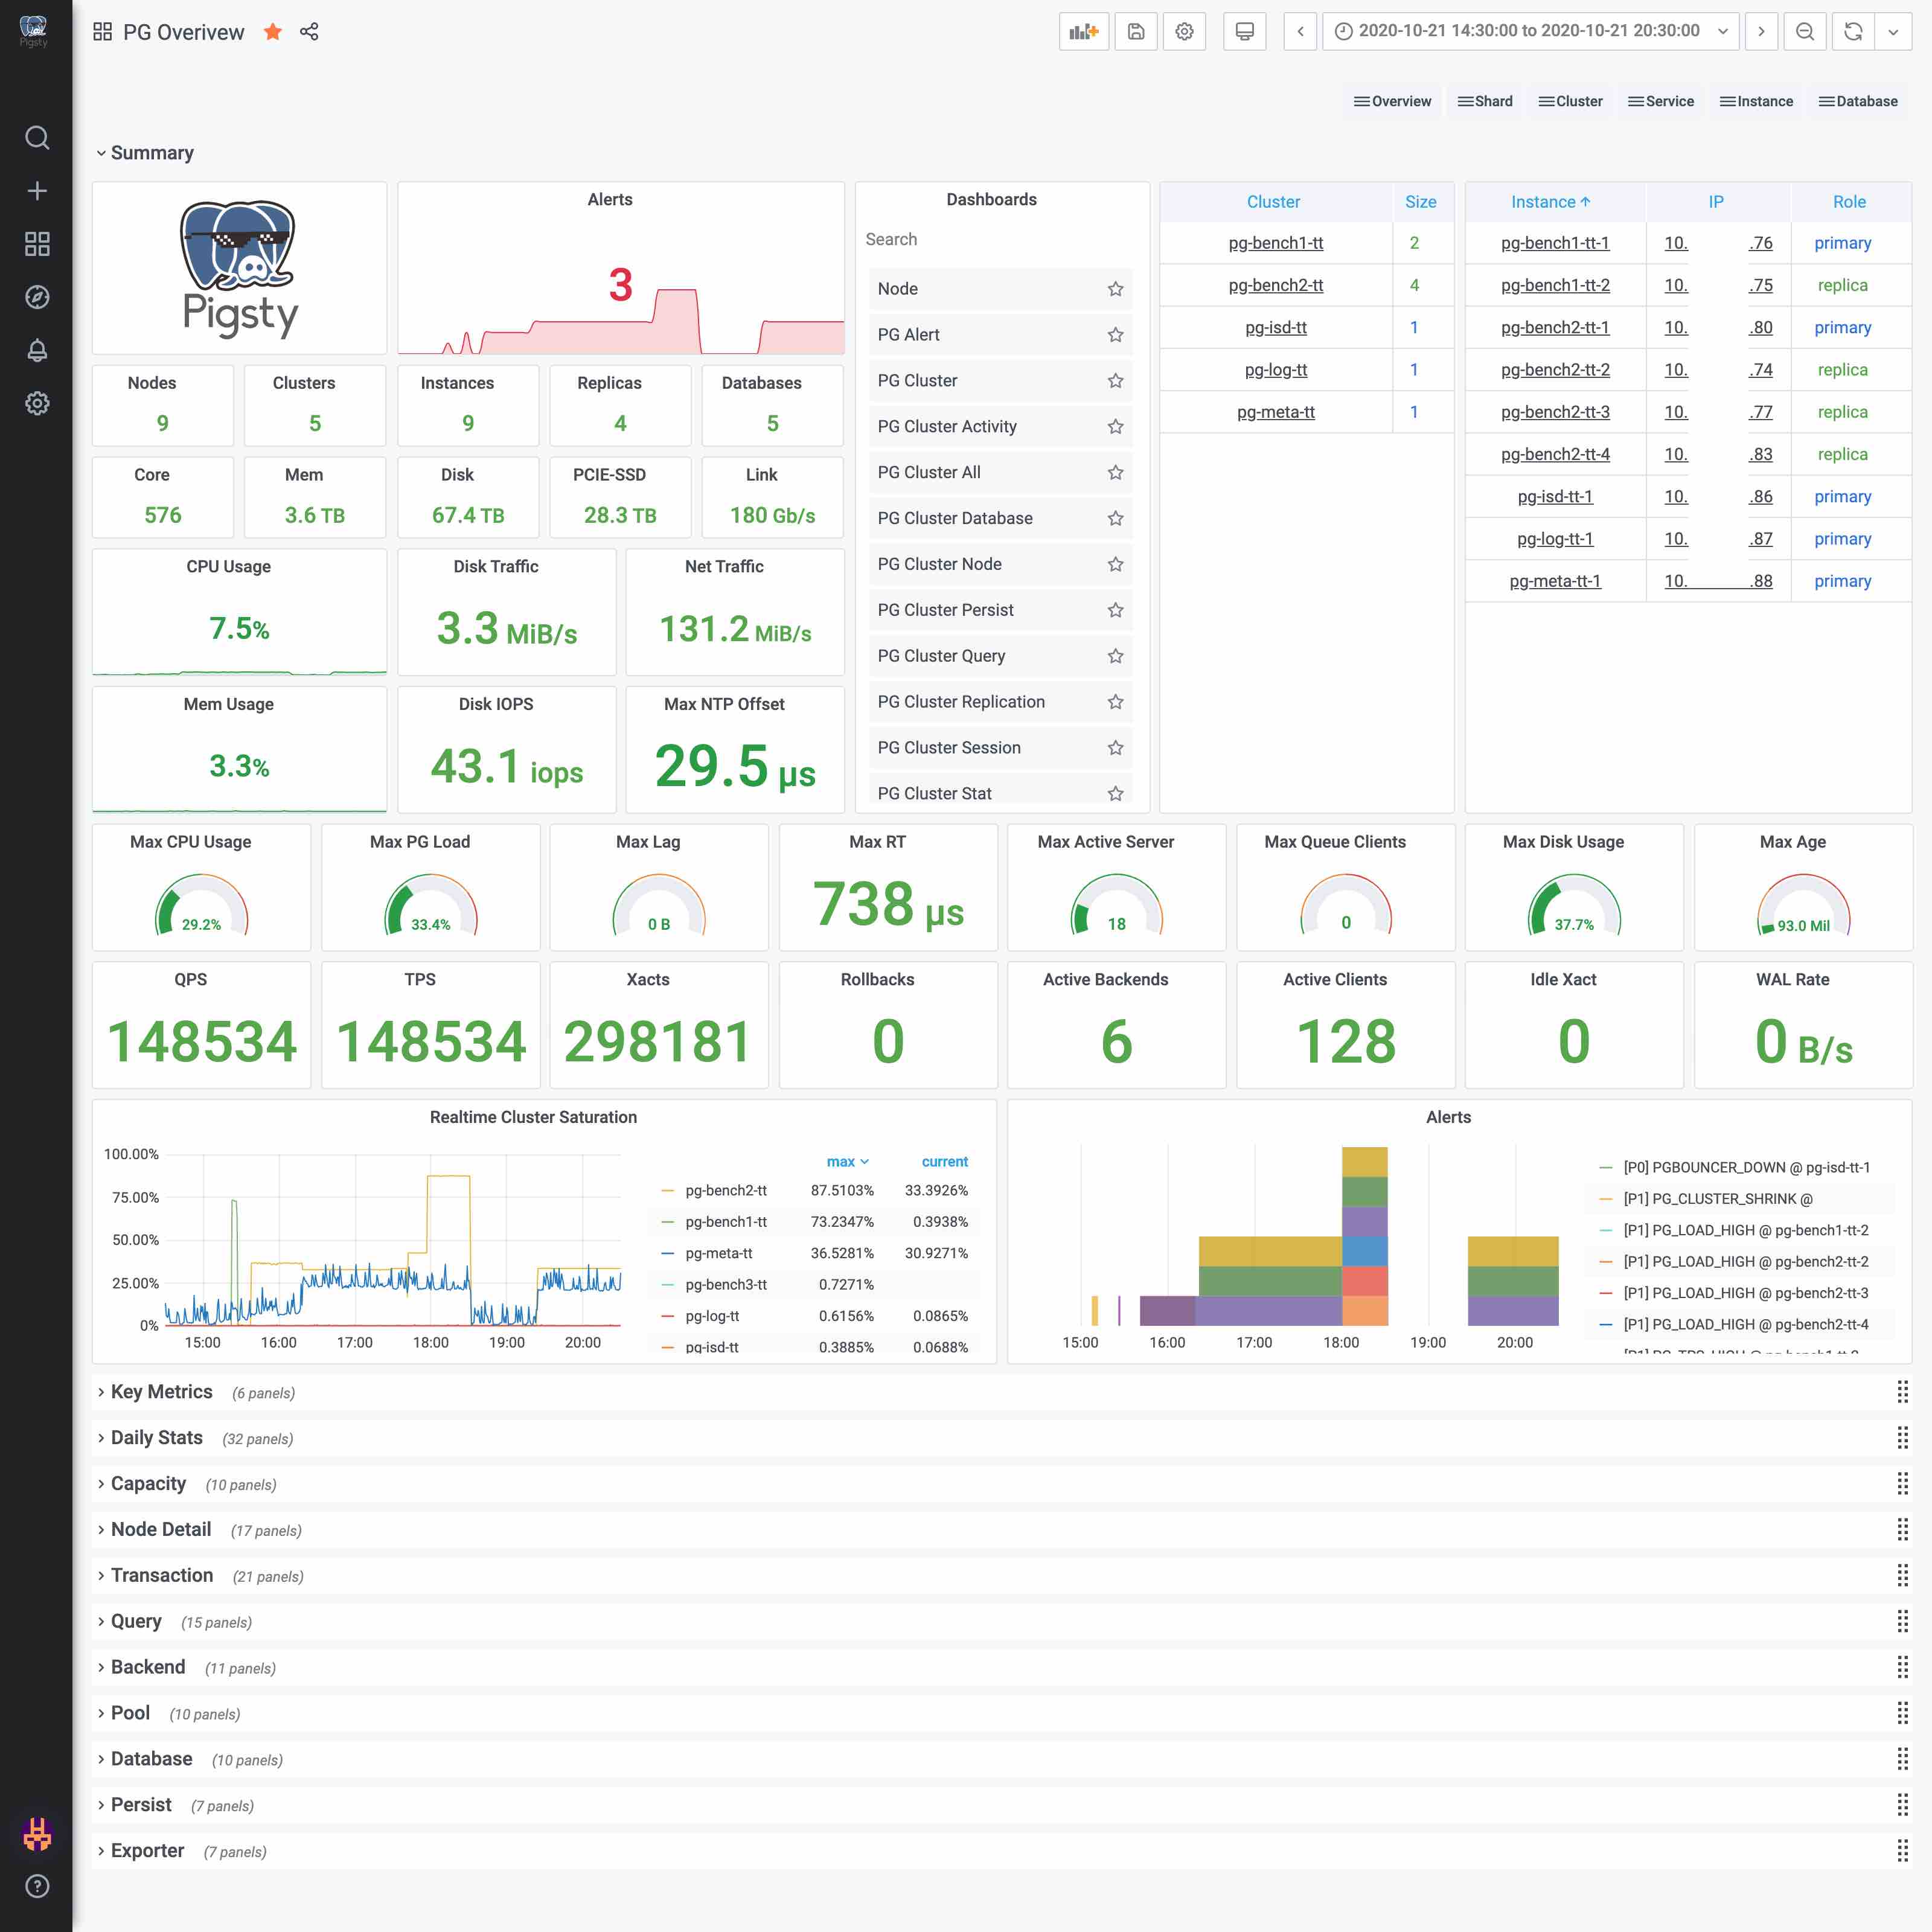 Pigsty
PG Overivew
2020-10-21 14:30:00 to 2020-10-21 20:30:00
Overview
Shard
Cluster
Service
Instance
Database
Summary
Pigsty
Alerts
3
Nodes
9
Clusters
5
Instances
9
Replicas
4
Databases
5
Core
576
Mem
3.6 TB
Disk
67.4 TB
PCIE-SSD
28.3 TB
Link
180 Gb/s
CPU Usage
7.5%
Disk Traffic
3.3 MiB/s
Net Traffic
131.2 MiB/s
Mem Usage
3.3%
Disk IOPS
43.1 iops
Max NTP Offset
29.5 µs
Dashboards
Search
Node
PG Alert
PG Cluster
PG Cluster Activity
PG Cluster All
PG Cluster Database
PG Cluster Node
PG Cluster Persist
PG Cluster Query
PG Cluster Replication
PG Cluster Session
PG Cluster Stat
Cluster Size
pg-bench1-tt 2
pg-bench2-tt 4
pg-isd-tt 1
pg-log-tt 1
pg-meta-tt 1
Instance IP Role
pg-bench1-tt-1 10. .76 primary
pg-bench1-tt-2 10. .75 replica
pg-bench2-tt-1 10. .80 primary
pg-bench2-tt-2 10. .74 replica
pg-bench2-tt-3 10. .77 replica
pg-bench2-tt-4 10. .83 replica
pg-isd-tt-1 10. .86 primary
pg-log-tt-1 10. .87 primary
pg-meta-tt-1 10. .88 primary
Max CPU Usage
29.2%
Max PG Load
33.4%
Max Lag
0 B
Max RT
738 µs
Max Active Server
18
Max Queue Clients
0
Max Disk Usage
37.7%
Max Age
93.0 Mil
QPS
148534
TPS
148534
Xacts
298181
Rollbacks
0
Active Backends
6
Active Clients
128
Idle Xact
0
WAL Rate
0 B/s
Realtime Cluster Saturation
100.00%
75.00%
50.00%
25.00%
0%
15:00 16:00 17:00 18:00 19:00 20:00
max current
pg-bench2-tt 87.5103% 33.3926%
pg-bench1-tt 73.2347% 0.3938%
pg-meta-tt 36.5281% 30.9271%
pg-bench3-tt 0.7271%
pg-log-tt 0.6156% 0.0865%
pg-isd-tt 0.3885% 0.0688%
Alerts
15:00 16:00 17:00 18:00 19:00 20:00
[P0] PGBOUNCER_DOWN @ pg-isd-tt-1
[P1] PG_CLUSTER_SHRINK @
[P1] PG_LOAD_HIGH @ pg-bench1-tt-2
[P1] PG_LOAD_HIGH @ pg-bench2-tt-2
[P1] PG_LOAD_HIGH @ pg-bench2-tt-3
[P1] PG_LOAD_HIGH @ pg-bench2-tt-4
Key Metrics (6 panels)
Daily Stats (32 panels)
Capacity (10 panels)
Node Detail (17 panels)
Transaction (21 panels)
Query (15 panels)
Backend (11 panels)
Pool (10 panels)
Database (10 panels)
Persist (7 panels)
Exporter (7 panels)